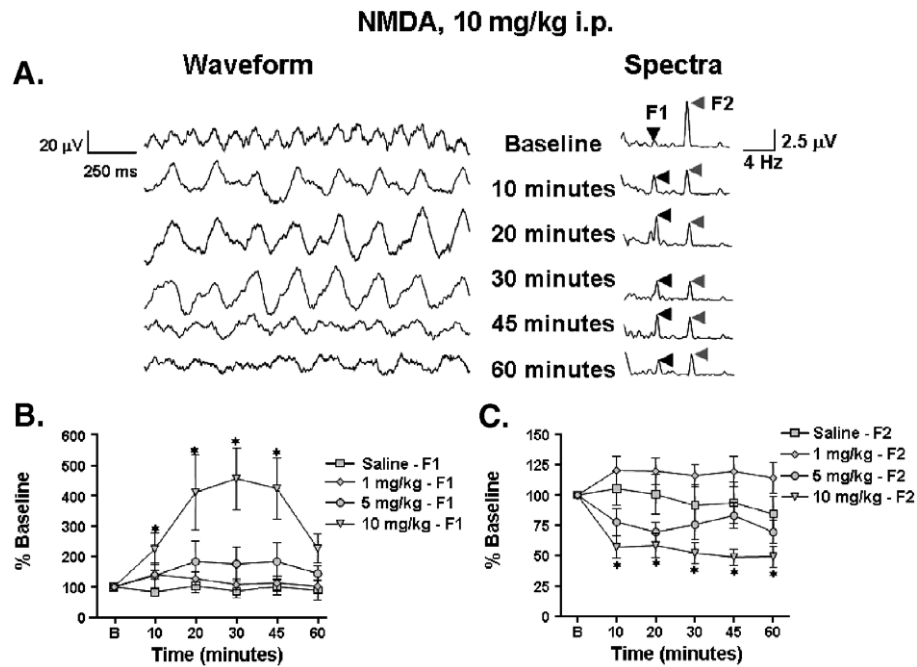 NMDA, 10 mg/kg i.p.
A.
Waveform
Spectra
20 µV
250 ms
F1
F2
2.5 µV
4 Hz
Baseline
10 minutes
20 minutes
30 minutes
45 minutes
60 minutes
B.
600
500
400
300
200
100
0
% Baseline
B 10 20 30 45 60
Time (minutes)
* * * *
Saline - F1
1 mg/kg - F1
5 mg/kg - F1
10 mg/kg - F1
C.
150
125
100
75
50
25
0
% Baseline
B 10 20 30 45 60
Time (minutes)
* * * * *
Saline - F2
1 mg/kg - F2
5 mg/kg - F2
10 mg/kg - F2